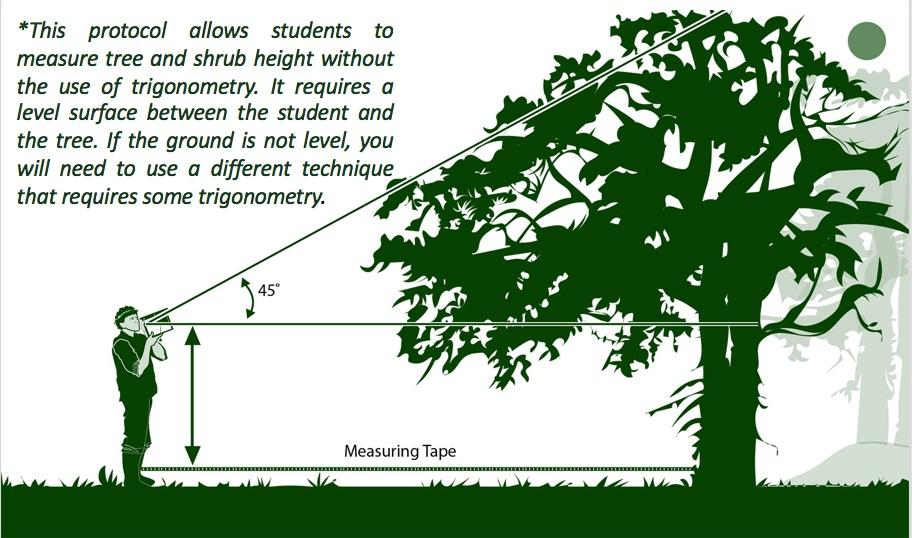 *This protocol allows students to
measure tree and shrub height without
the use of trigonometry. It requires a
level surface between the student and
the tree. If the ground is not level, you
will need to use a different technique
that requires some trigonometry.
45°
Measuring Tape